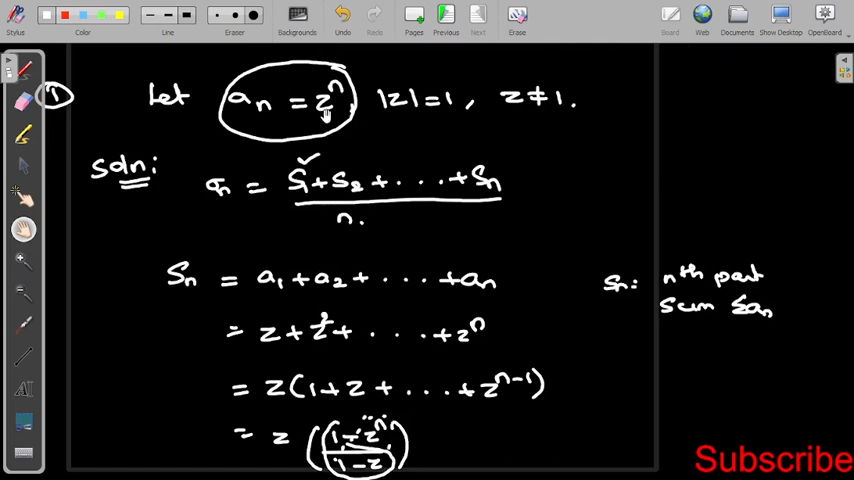 Color Line Eraser Backgrounds Undo Redo Pages Previous Next Erase Board Web Documents Show Desktop OpenBoard
① Let aₙ = zⁿ, |z|=1, z≠1.
Soln:
σₙ = S₁+S₂+....+Sₙ
n.
Sₙ = a₁+a₂+....+aₙ
Sₙ: nth part
sum Σaₙ
= z+z²+....+zⁿ
= z(1+z+....+zⁿ⁻¹)
= z((1-zⁿ)/(1-z))
Subscribe